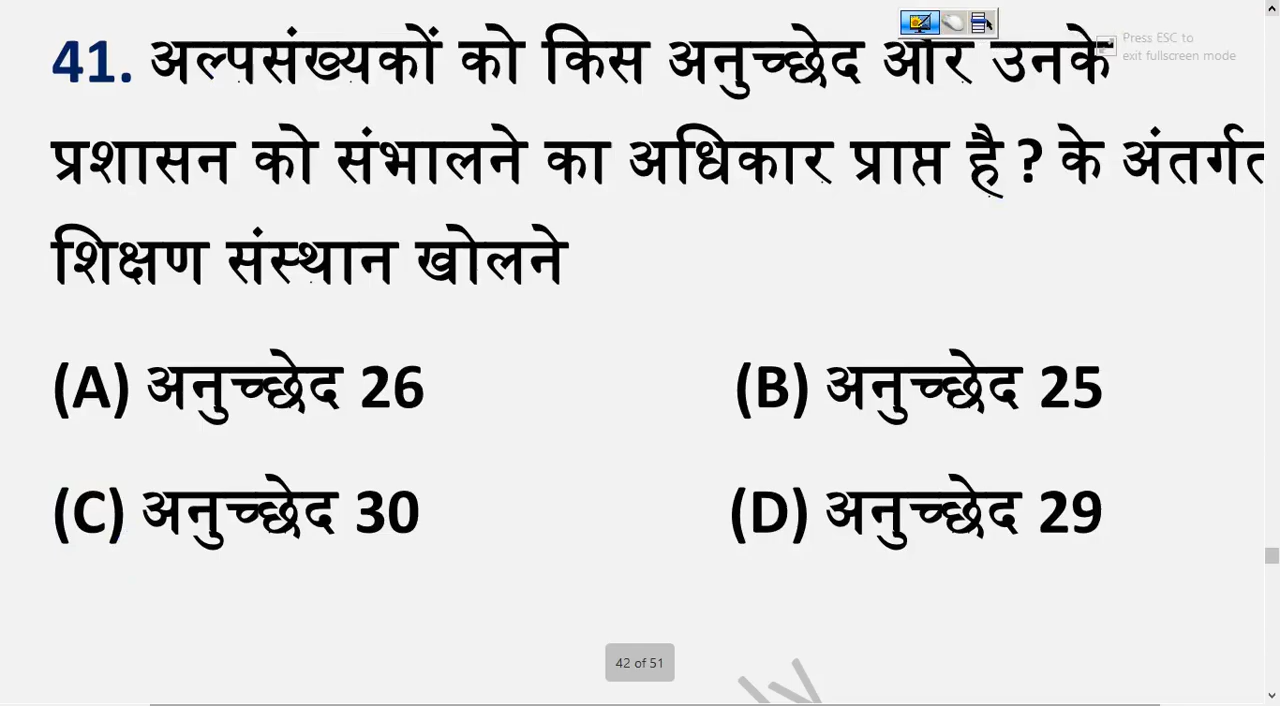 41. अल्पसंख्यकों को किस अनुच्छेद और उनके
Press ESC to
exit fullscreen mode
प्रशासन को संभालने का अधिकार प्राप्त है ? के अंतर्गत
शिक्षण संस्थान खोलने
(A) अनुच्छेद 26 (B) अनुच्छेद 25
(C) अनुच्छेद 30 (D) अनुच्छेद 29
42 of 51